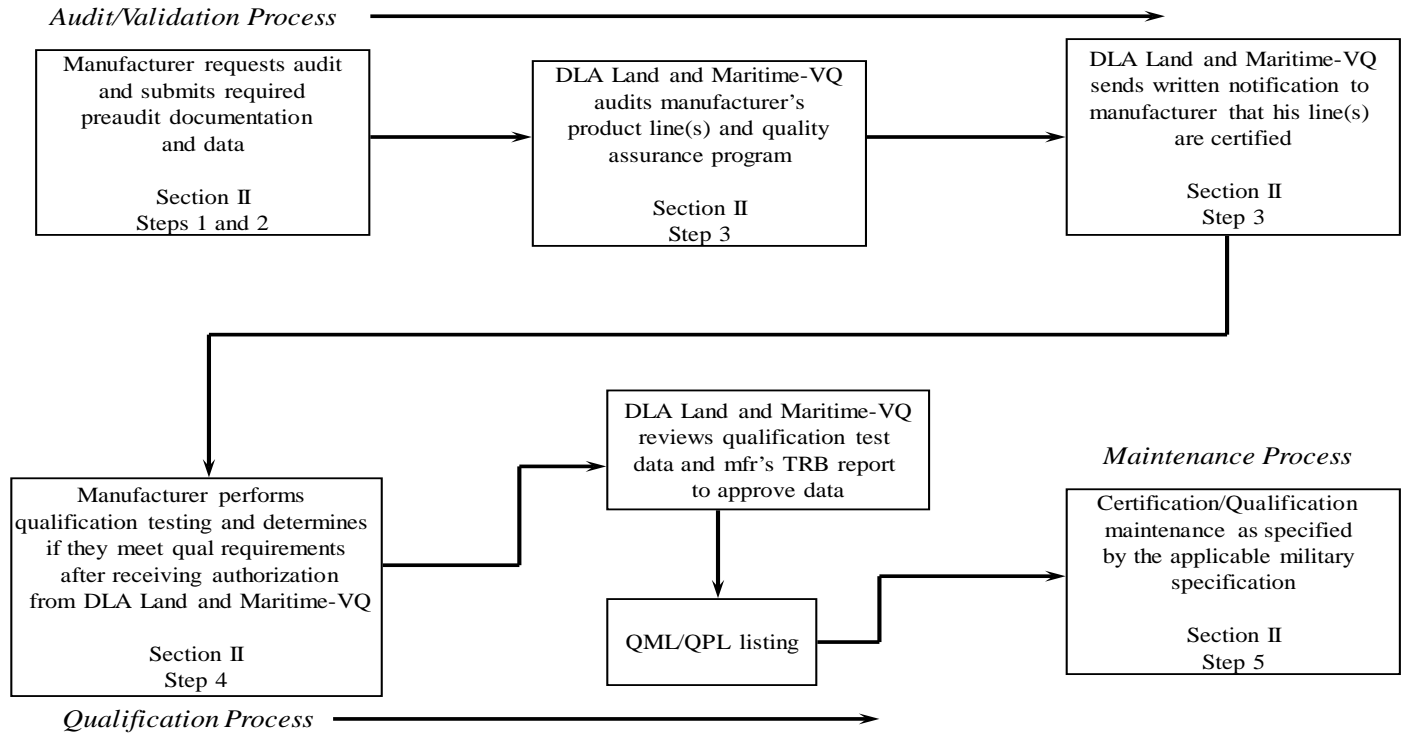 Audit/Validation Process
Manufacturer requests audit
and submits required
preaudit documentation
and data
Section II
Steps 1 and 2
DLA Land and Maritime-VQ
audits manufacturer's
product line(s) and quality
assurance program
Section II
Step 3
DLA Land and Maritime-VQ
sends written notification to
manufacturer that his line(s)
are certified
Section II
Step 3
Manufacturer performs
qualification testing and determines
if they meet qual requirements
after receiving authorization
from DLA Land and Maritime-VQ
Section II
Step 4
DLA Land and Maritime-VQ
reviews qualification test
data and mfr's TRB report
to approve data
QML/QPL listing
Maintenance Process
Certification/Qualification
maintenance as specified
by the applicable military
specification
Section II
Step 5
Qualification Process